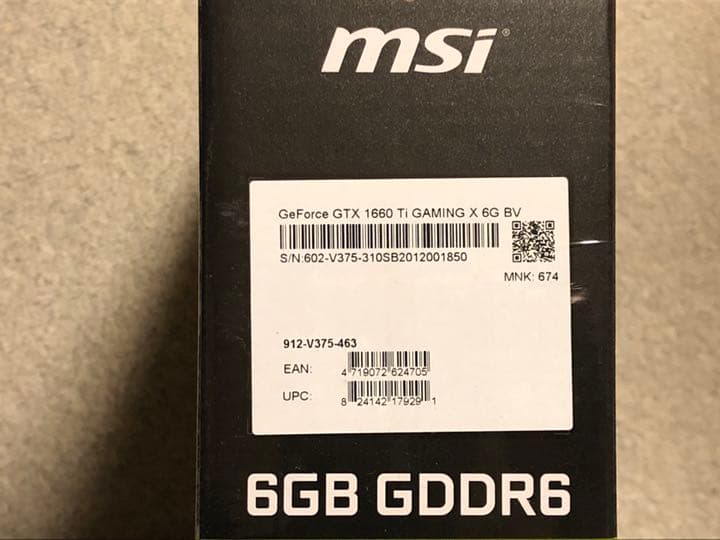 msi®
GeForce GTX 1660 Ti GAMING X 6G BV
S/N:602-V375-310SB2012001850
MNK: 674
912-V375-463
EAN: 4 719072 624705
UPC: 8 24142 17929 1
6GB GDDR6